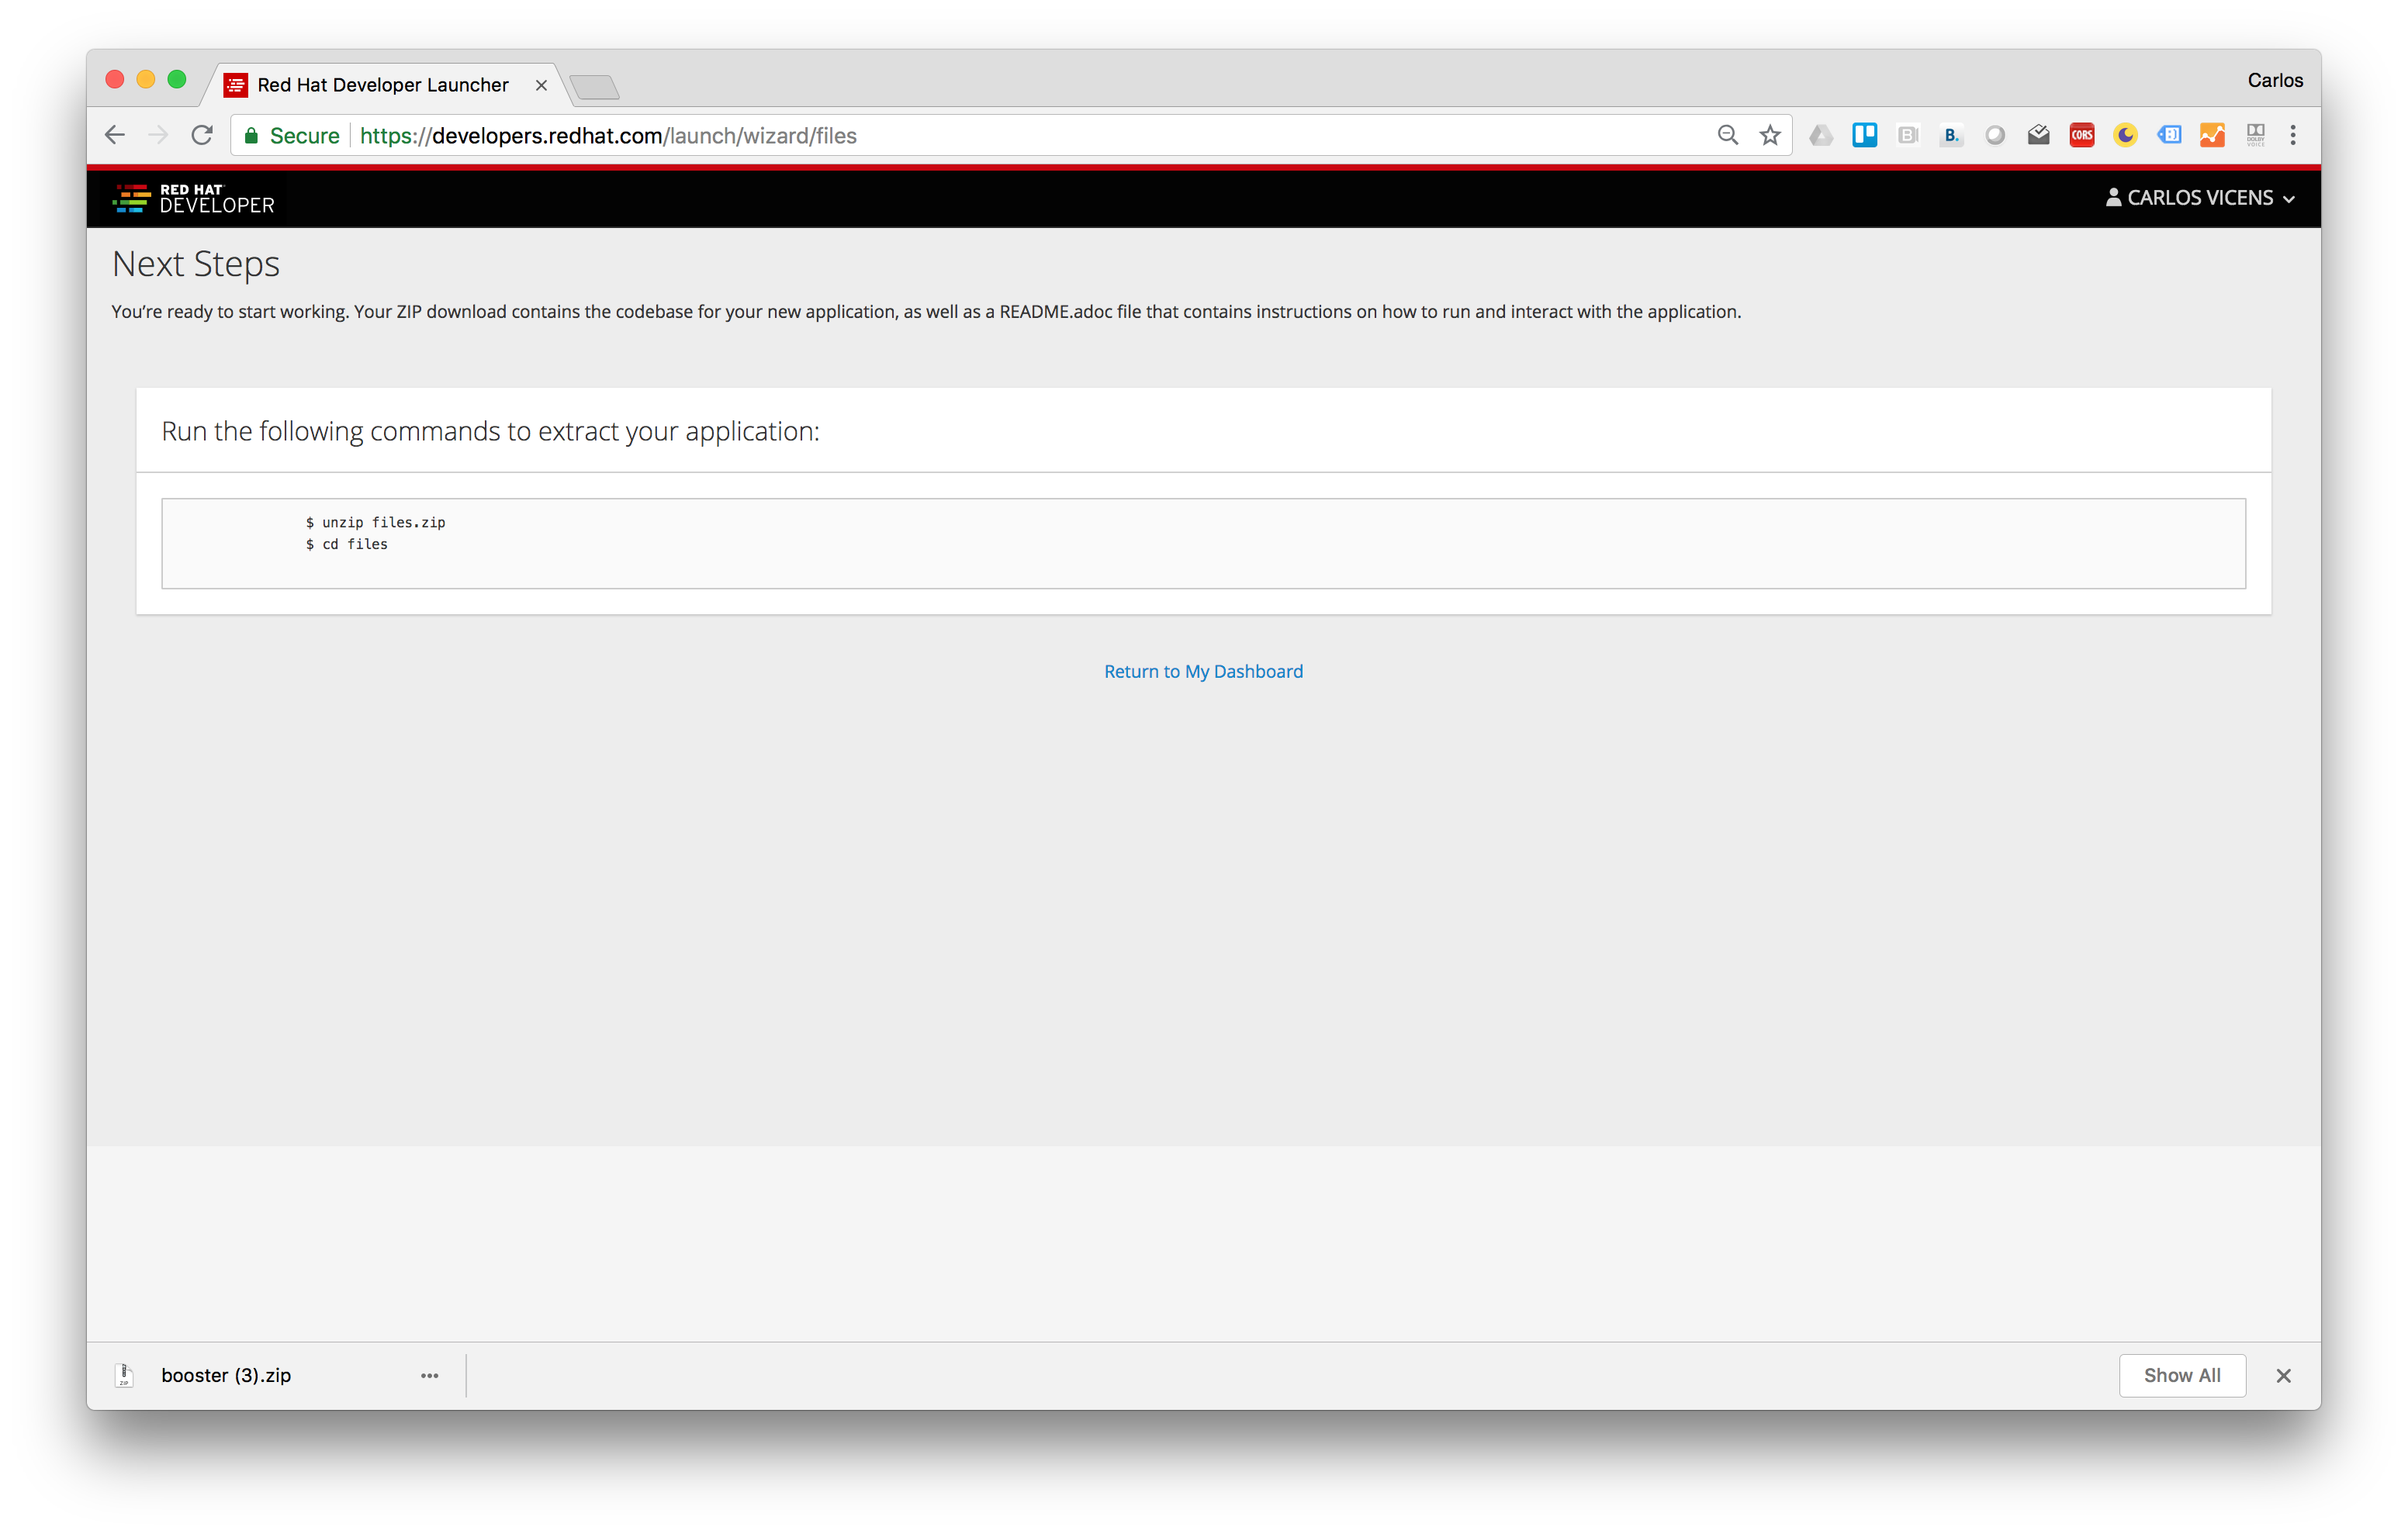 Red Hat Developer Launcher
Carlos
Secure https://developers.redhat.com/launch/wizard/files
B.
CORS
RED HAT
DEVELOPER
CARLOS VICENS
Next Steps
You’re ready to start working. Your ZIP download contains the codebase for your new application, as well as a README.adoc file that contains instructions on how to run and interact with the application.
Run the following commands to extract your application:
$ unzip files.zip
$ cd files
Return to My Dashboard
ZIP
booster (3).zip
Show All